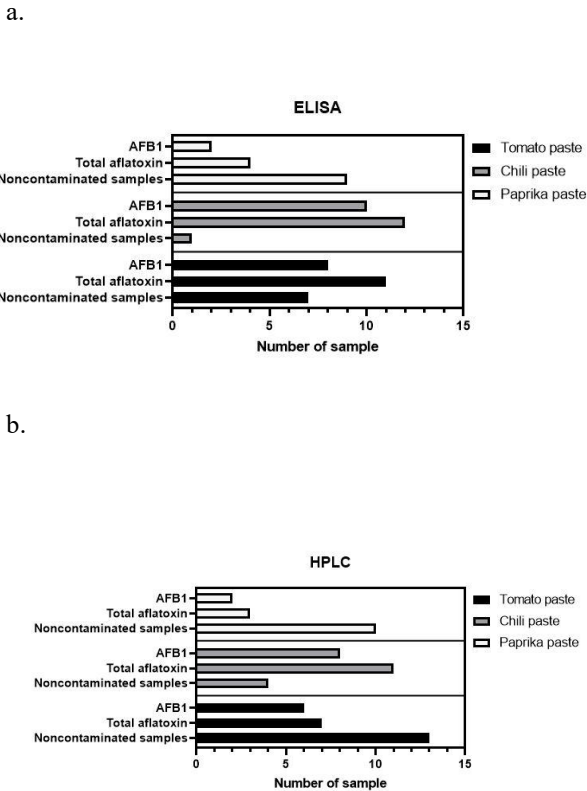 a.
ELISA
AFB1
Total aflatoxin
Noncontaminated samples
AFB1
Total aflatoxin
Noncontaminated samples
AFB1
Total aflatoxin
Noncontaminated samples
0 5 10 15
Number of sample
Tomato paste
Chili paste
Paprika paste
b.
HPLC
AFB1
Total aflatoxin
Noncontaminated samples
AFB1
Total aflatoxin
Noncontaminated samples
AFB1
Total aflatoxin
Noncontaminated samples
0 5 10 15
Number of sample
Tomato paste
Chili paste
Paprika paste